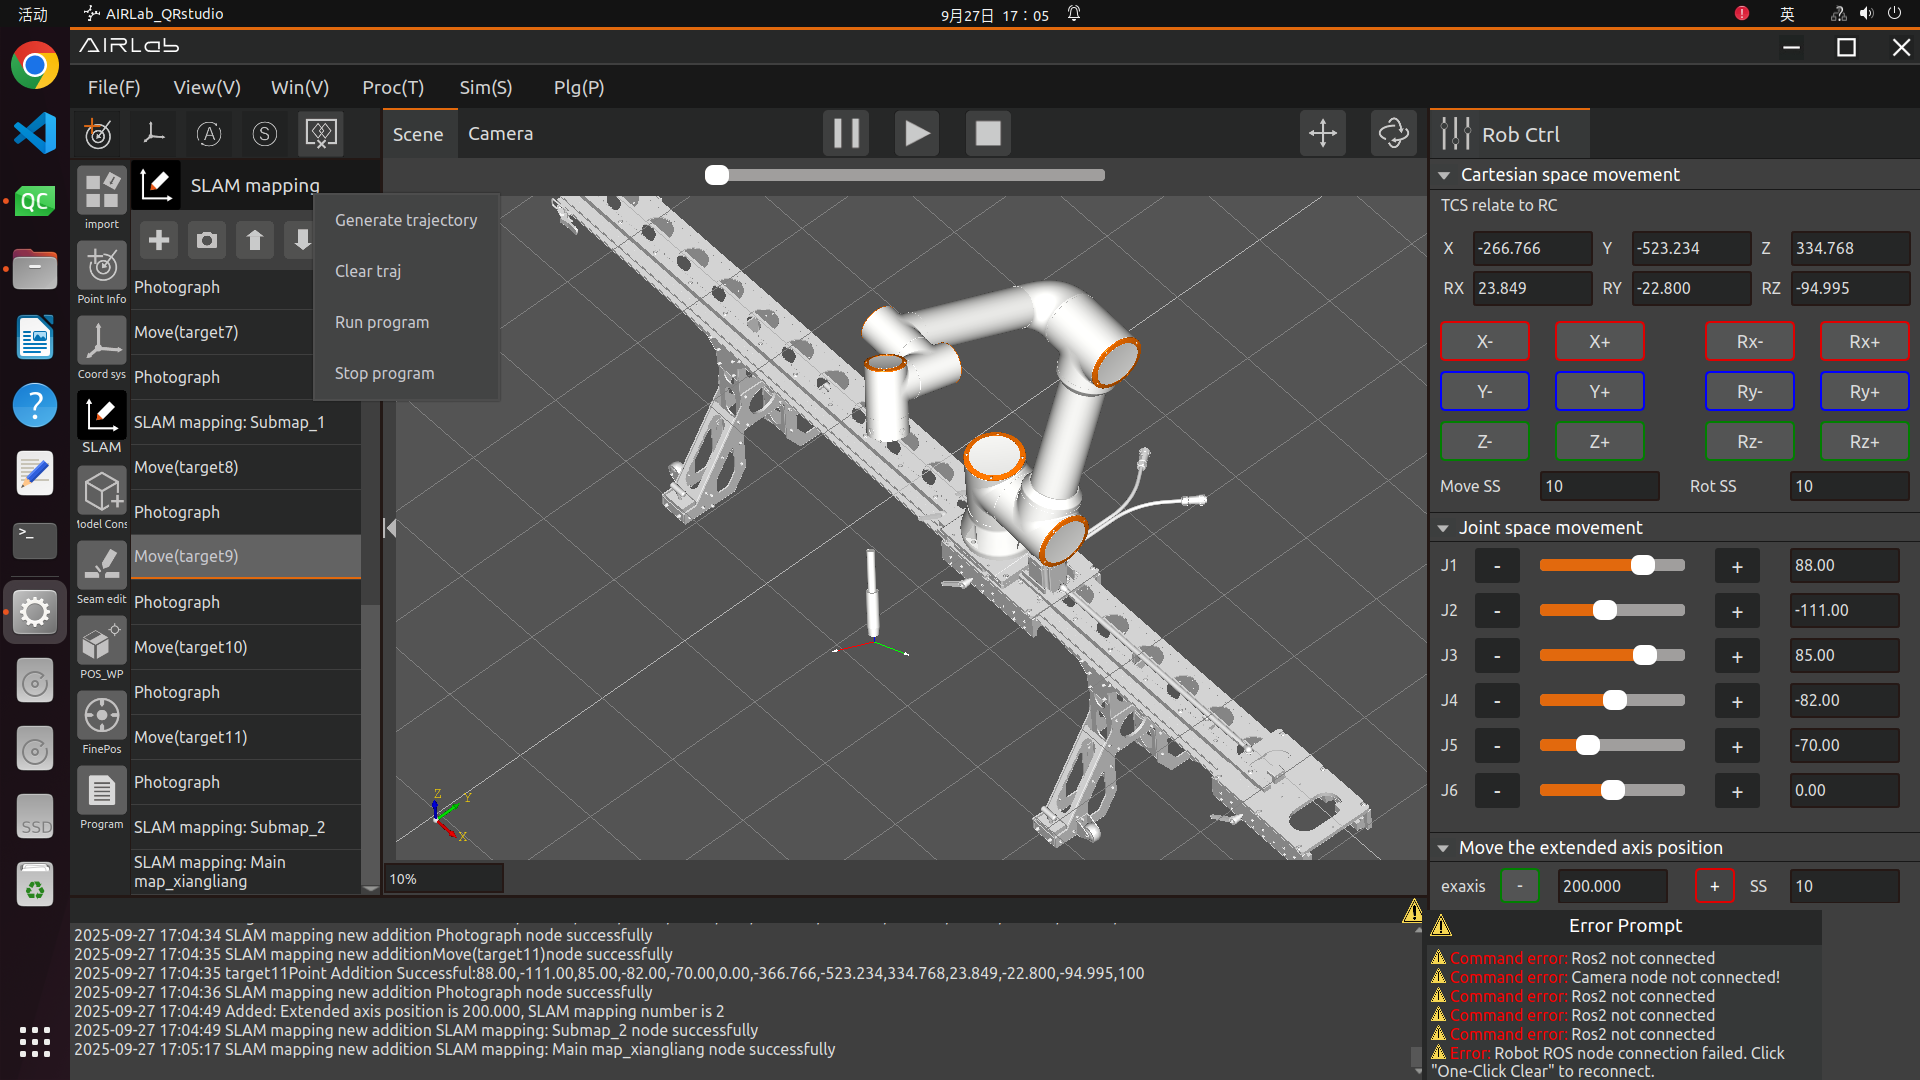 活动
AIRLab_QRstudio
9月27日 17：05
英
AIRLab
File(F) View(V) Win(V) Proc(T) Sim(S) Plg(P)
Scene Camera
Rob Ctrl
import
Point Info
Coord sys
SLAM
lodel Cons
Seam edit
POS_WP
FinePos
Program
SLAM mapping
Generate trajectory
Clear traj
Run program
Stop program
Photograph
Move(target7)
Photograph
SLAM mapping: Submap_1
Move(target8)
Photograph
Move(target9)
Photograph
Move(target10)
Photograph
Move(target11)
Photograph
SLAM mapping: Submap_2
SLAM mapping: Main
map_xiangliang
Z Y X
10%
Cartesian space movement
TCS relate to RC
X -266.766 Y -523.234 Z 334.768
RX 23.849 RY -22.800 RZ -94.995
X- X+ Rx- Rx+
Y- Y+ Ry- Ry+
Z- Z+ Rz- Rz+
Move SS 10 Rot SS 10
Joint space movement
J1 - + 88.00
J2 - + -111.00
J3 - + 85.00
J4 - + -82.00
J5 - + -70.00
J6 - + 0.00
Move the extended axis position
exaxis - 200.000 + SS 10
2025-09-27 17:04:34 SLAM mapping new addition Photograph node successfully
2025-09-27 17:04:35 SLAM mapping new additionMove(target11)node successfully
2025-09-27 17:04:35 target11Point Addition Successful:88.00,-111.00,85.00,-82.00,-70.00,0.00,-366.766,-523.234,334.768,23.849,-22.800,-94.995,100
2025-09-27 17:04:36 SLAM mapping new addition Photograph node successfully
2025-09-27 17:04:49 Added: Extended axis position is 200.000, SLAM mapping number is 2
2025-09-27 17:04:49 SLAM mapping new addition SLAM mapping: Submap_2 node successfully
2025-09-27 17:05:17 SLAM mapping new addition SLAM mapping: Main map_xiangliang node successfully
Error Prompt
Command error: Ros2 not connected
Command error: Camera node not connected!
Command error: Ros2 not connected
Command error: Ros2 not connected
Command error: Ros2 not connected
Error: Robot ROS node connection failed. Click
"One-Click Clear" to reconnect.
QC
SSD
A
S